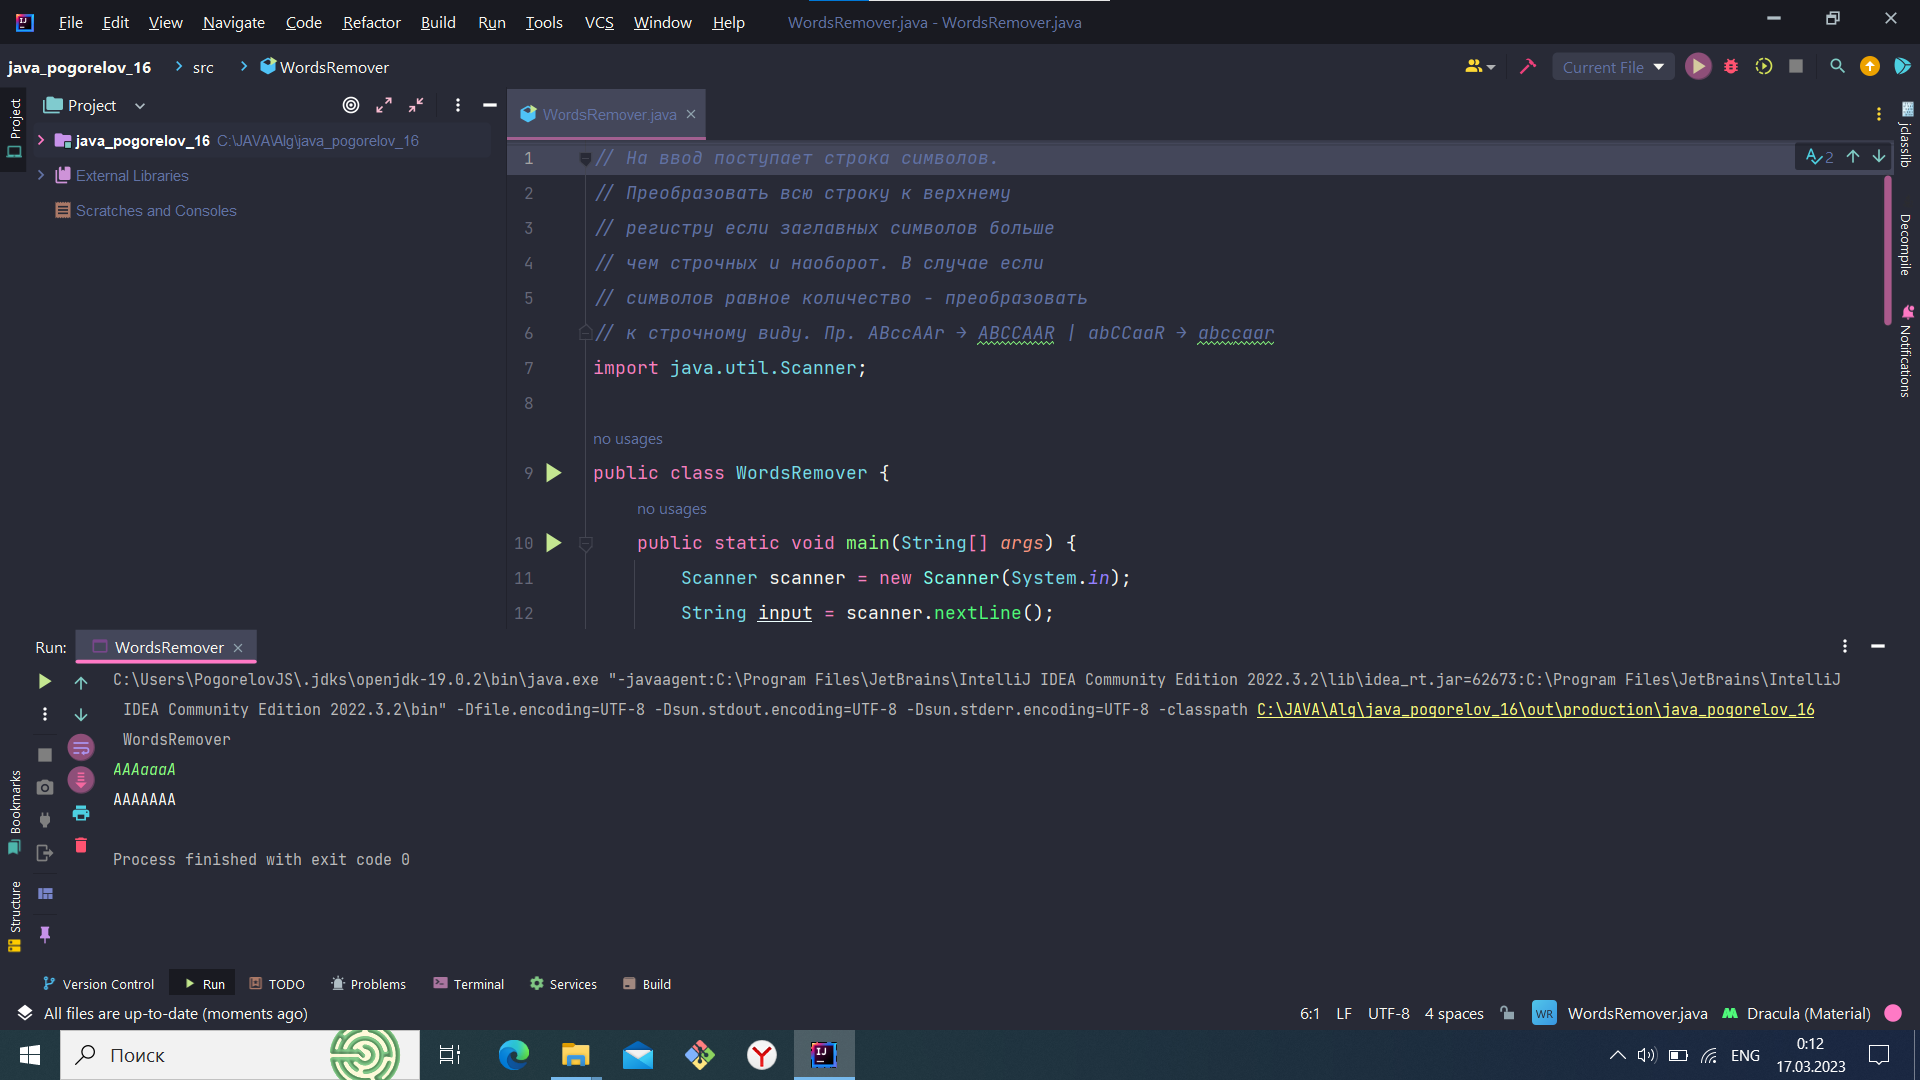 File Edit View Navigate Code Refactor Build Run Tools VCS Window Help WordsRemover.java - WordsRemover.java
java_pogorelov_16 src WordsRemover Current File
Project
Project
java_pogorelov_16 C:\JAVA\Alg\java_pogorelov_16
External Libraries
Scratches and Consoles
WordsRemover.java
1 // На ввод поступает строка символов.
2 // Преобразовать всю строку к верхнему
3 // регистру если заглавных символов больше
4 // чем строчных и наоборот. В случае если
5 // символов равное количество - преобразовать
6 // к строчному виду. Пр. ABccAAr → ABCCAAR | abCCaaR → abccaar
7 import java.util.Scanner;
8
no usages
9 public class WordsRemover {
no usages
10 public static void main(String[] args) {
11 Scanner scanner = new Scanner(System.in);
12 String input = scanner.nextLine();
2
jclasslib
Decompile
Notifications
Run: WordsRemover
C:\Users\PogorelovJS\.jdks\openjdk-19.0.2\bin\java.exe "-javaagent:C:\Program Files\JetBrains\IntelliJ IDEA Community Edition 2022.3.2\lib\idea_rt.jar=62673:C:\Program Files\JetBrains\IntelliJ
IDEA Community Edition 2022.3.2\bin" -Dfile.encoding=UTF-8 -Dsun.stdout.encoding=UTF-8 -Dsun.stderr.encoding=UTF-8 -classpath C:\JAVA\Alg\java_pogorelov_16\out\production\java_pogorelov_16
WordsRemover
AAAaaaA
AAAAAAA
Process finished with exit code 0
Bookmarks
Structure
Version Control Run TODO Problems Terminal Services Build
All files are up-to-date (moments ago) 6:1 LF UTF-8 4 spaces WR WordsRemover.java Dracula (Material)
Поиск ENG 0:12
17.03.2023